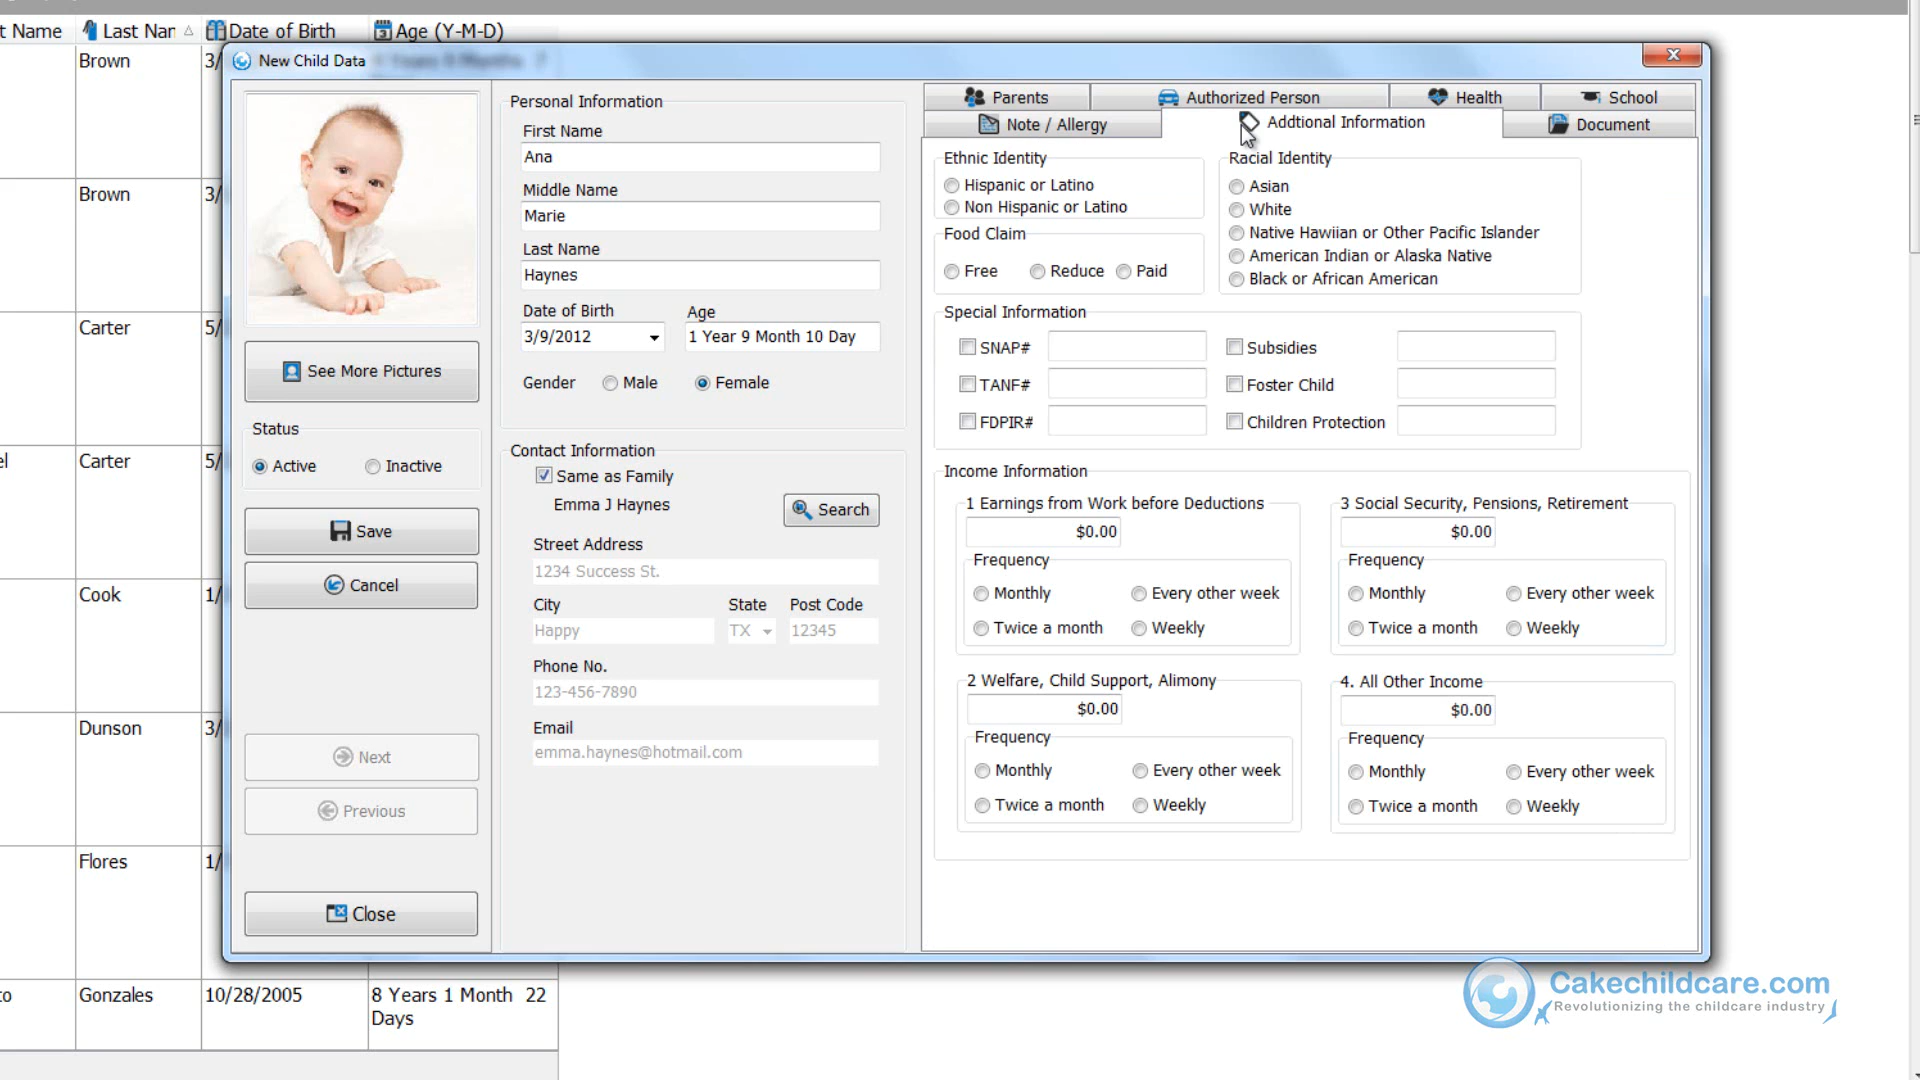 t Name
Last Nar
Date of Birth
Age (Y-M-D)
Brown
3/
Brown
3/
Carter
5/
el
Carter
5/
Cook
1/
Dunson
3/
Flores
1/
to
Gonzales
10/28/2005
8 Years 1 Month 22
Days
New Child Data
See More Pictures
Status
Active
Inactive
Save
Cancel
Next
Previous
Close
Personal Information
First Name
Ana
Middle Name
Marie
Last Name
Haynes
Date of Birth
Age
3/9/2012
1 Year 9 Month 10 Day
Gender
Male
Female
Contact Information
Same as Family
Emma J Haynes
Search
Street Address
1234 Success St.
City
State
Post Code
Happy
TX
12345
Phone No.
123-456-7890
Email
emma.haynes@hotmail.com
Parents
Authorized Person
Health
School
Note / Allergy
Addtional Information
Document
Ethnic Identity
Hispanic or Latino
Non Hispanic or Latino
Food Claim
Free
Reduce
Paid
Racial Identity
Asian
White
Native Hawiian or Other Pacific Islander
American Indian or Alaska Native
Black or African American
Special Information
SNAP#
Subsidies
TANF#
Foster Child
FDPIR#
Children Protection
Income Information
1 Earnings from Work before Deductions
$0.00
Frequency
Monthly
Every other week
Twice a month
Weekly
3 Social Security, Pensions, Retirement
$0.00
Frequency
Monthly
Every other week
Twice a month
Weekly
2 Welfare, Child Support, Alimony
$0.00
Frequency
Monthly
Every other week
Twice a month
Weekly
4. All Other Income
$0.00
Frequency
Monthly
Every other week
Twice a month
Weekly
Cakechildcare.com
Revolutionizing the childcare industry